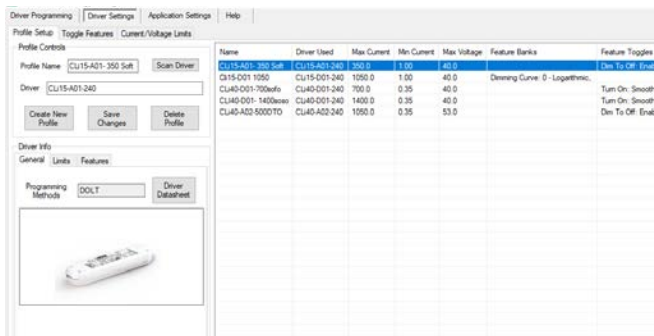 Driver Programming Driver Settings Application Settings Help
Profile Setup Toggle Features Current/Voltage Limits
Profile Controls
Profile Name CLi15-A01- 350 Soft Scan Driver
Driver CLi15-A01-240
Create New Profile Save Changes Delete Profile
Driver Info
General Limits Features
Programming Methods DOLT Driver Datasheet
Name Driver Used Max Current Min Current Max Voltage Feature Banks Feature Toggles
CLi15-A01- 350 Soft CLi15-A01-240 350.0 1.00 40.0 Dim To Off: Enab
Cli15-D01 1050 CLi15-D01-240 1050.0 1.00 40.0 Dimming Curve: 0 - Logarithmic,
CLi40-D01-700sofo CLi40-D01-240 700.0 0.35 40.0 Turn On: Smooth
CLi40-D01- 1400soso CLi40-D01-240 1400.0 0.35 40.0 Turn On: Smooth
CLi40-A02-500DTO CLi40-A02-240 1050.0 0.35 53.0 Dim To Off: Enab